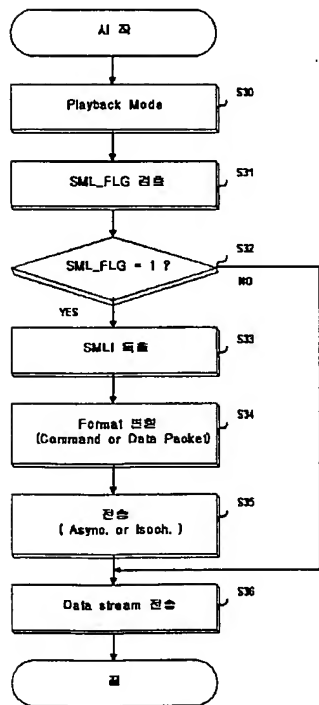 시 작
Playback Mode
S30
SML_FLG 검출
S31
SML_FLG = 1 ?
S32
NO
YES
SMLI 독출
S33
Format 변환
(Command or Data Packet)
S34
전송
( Async. or Isoch. )
S35
Data stream 전송
S36
끝